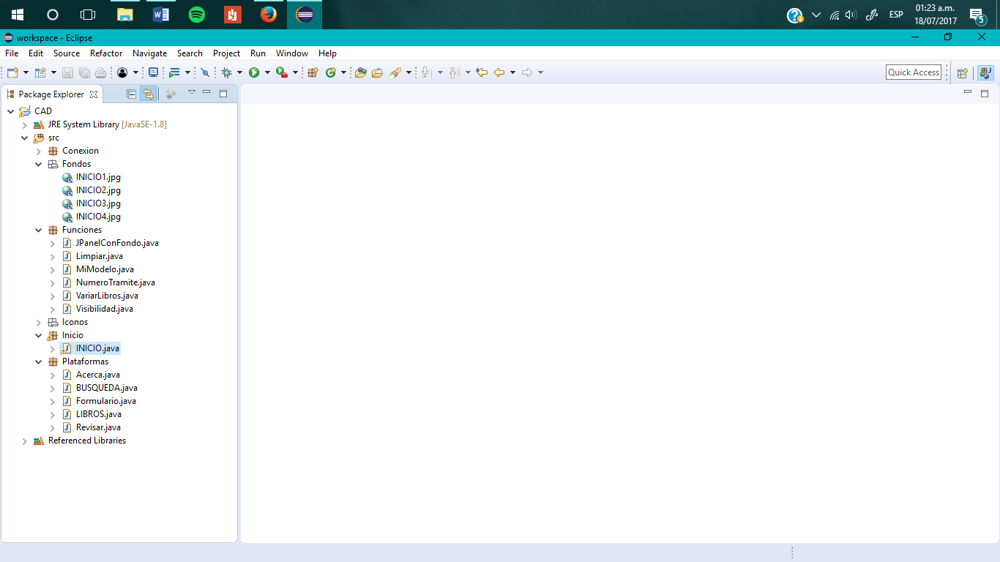 01:23 a.m.
ESP
18/07/2017
5
workspace - Eclipse
File Edit Source Refactor Navigate Search Project Run Window Help
Quick Access
Package Explorer
CAD
JRE System Library [JavaSE-1.8]
src
Conexion
Fondos
INICIO1.jpg
INICIO2.jpg
INICIO3.jpg
INICIO4.jpg
Funciones
JPanelConFondo.java
Limpiar.java
MiModelo.java
NumeroTramite.java
VariarLibros.java
Visibilidad.java
Iconos
Inicio
INICIO.java
Plataformas
Acerca.java
BUSQUEDA.java
Formulario.java
LIBROS.java
Revisar.java
Referenced Libraries